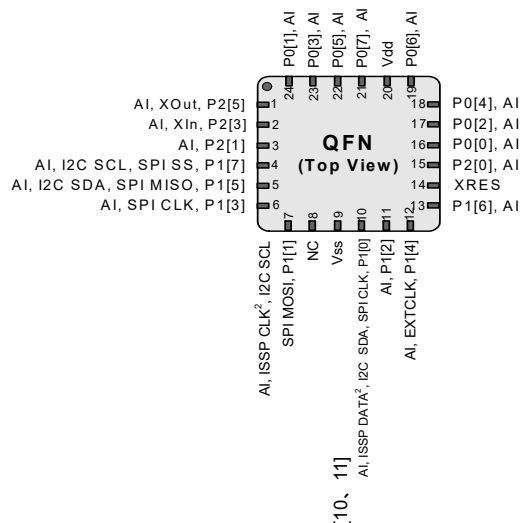 P0[1], AI
P0[3], AI
P0[5], AI
P0[7], AI
Vdd
P0[6], AI
24
23
22
21
20
19
AI, XOut, P2[5]
1
AI, XIn, P2[3]
2
AI, P2[1]
3
AI, I2C SCL, SPI SS, P1[7]
4
AI, I2C SDA, SPI MISO, P1[5]
5
AI, SPI CLK, P1[3]
6
QFN
(Top View)
18
P0[4], AI
17
P0[2], AI
16
P0[0], AI
15
P2[0], AI
14
XRES
13
P1[6], AI
7
8
9
10
11
12
AI, ISSP CLK², I2C SCL
SPI MOSI, P1[1]
NC
Vss
AI, ISSP DATA², I2C SDA, SPI CLK, P1[0]
AI, P1[2]
AI, EXTCLK, P1[4]
10、11]